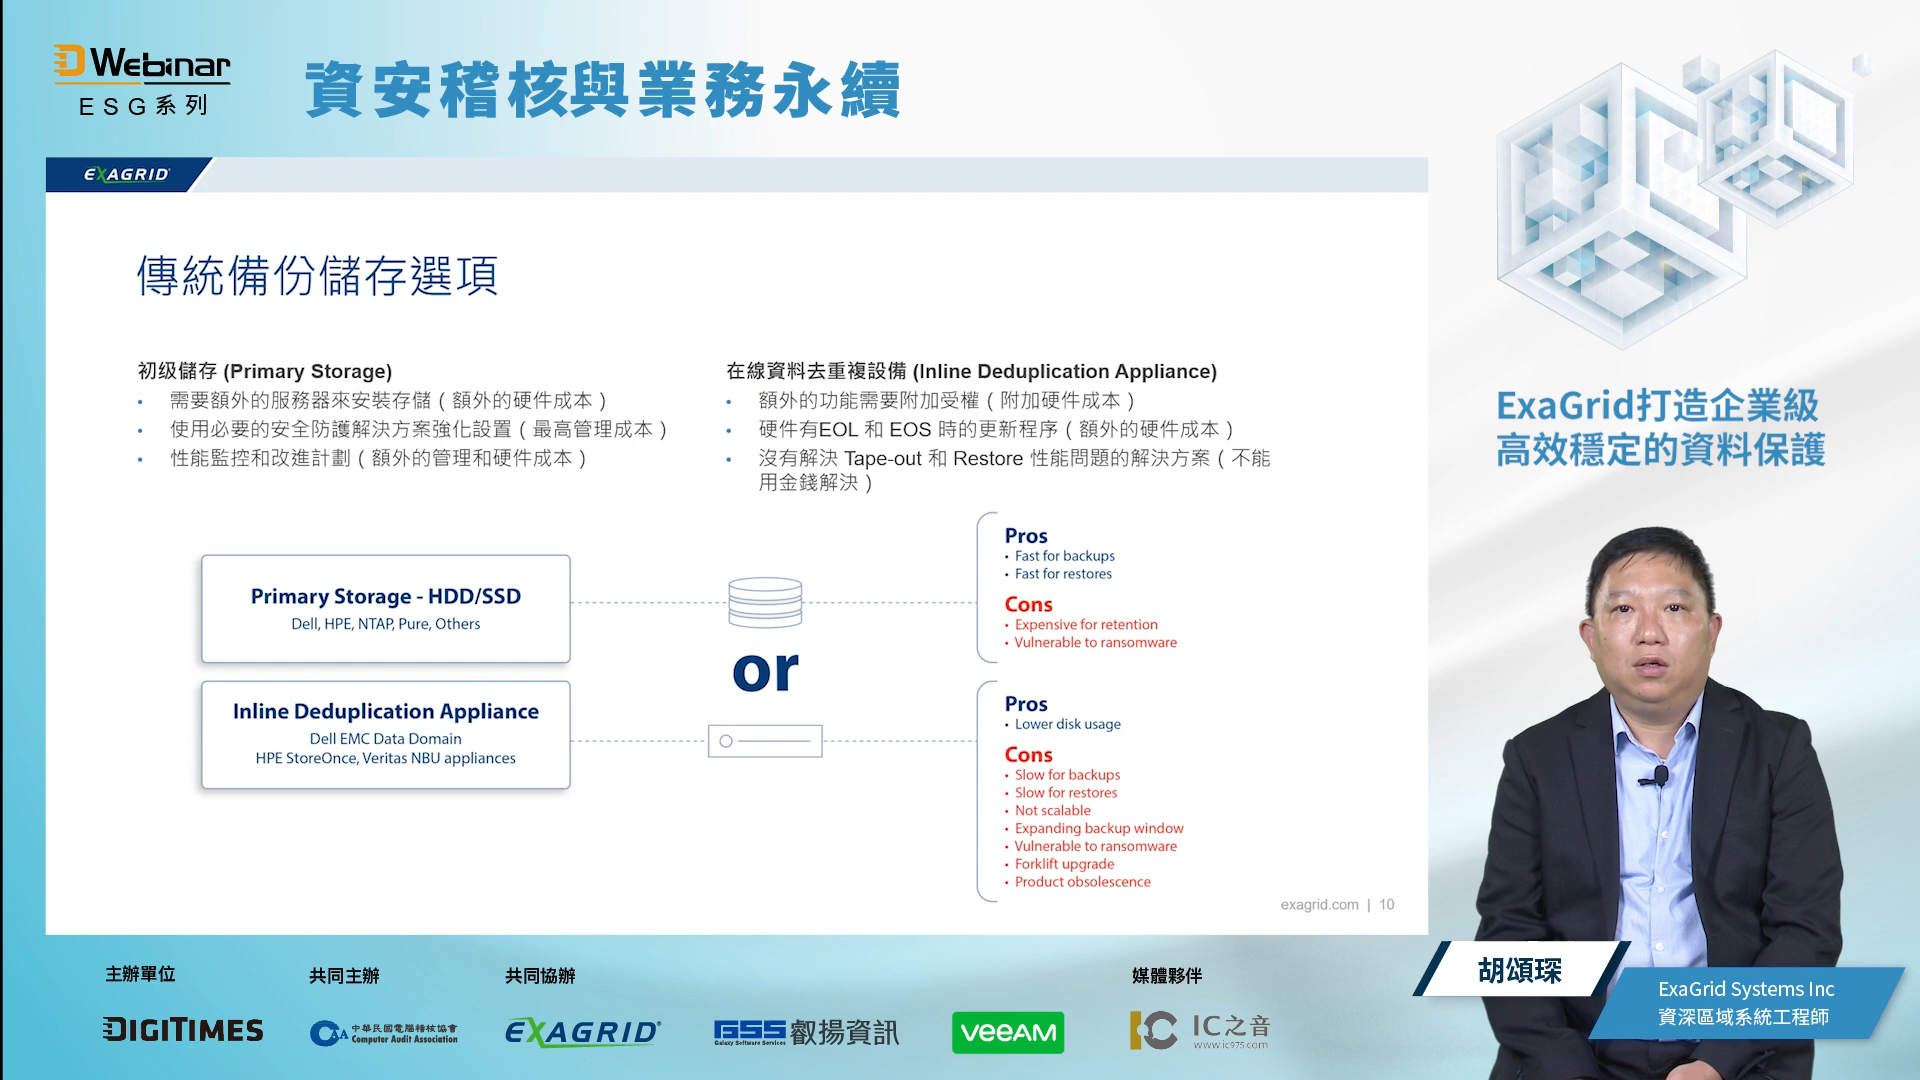 D Webinar
ESG系列
資安稽核與業務永續
EXAGRID
傳統備份儲存選項
初级儲存 (Primary Storage)
• 需要額外的服務器來安裝存儲 ( 額外的硬件成本 )
• 使用必要的安全防護解決方案強化設置 ( 最高管理成本 )
• 性能監控和改進計劃 ( 額外的管理和硬件成本 )
在線資料去重複設備 (Inline Deduplication Appliance)
• 額外的功能需要附加受權 ( 附加硬件成本 )
• 硬件有EOL 和 EOS 時的更新程序 ( 額外的硬件成本 )
• 沒有解決 Tape-out 和 Restore 性能問題的解決方案 ( 不能
用金錢解決 )
Primary Storage - HDD/SSD
Dell, HPE, NTAP, Pure, Others
or
Inline Deduplication Appliance
Dell EMC Data Domain
HPE StoreOnce, Veritas NBU appliances
Pros
• Fast for backups
• Fast for restores
Cons
• Expensive for retention
• Vulnerable to ransomware
Pros
• Lower disk usage
Cons
• Slow for backups
• Slow for restores
• Not scalable
• Expanding backup window
• Vulnerable to ransomware
• Forklift upgrade
• Product obsolescence
exagrid.com | 10
ExaGrid打造企業級
高效穩定的資料保護
胡頌琛
ExaGrid Systems Inc
資深區域系統工程師
主辦單位
DIGITIMES
共同主辦
CAA 中華民國電腦稽核協會
Computer Audit Association
共同協辦
EXAGRID
GSS 叡揚資訊
Galaxy Software Services
VEEAM
媒體夥伴
IC IC之音
www.ic975.com